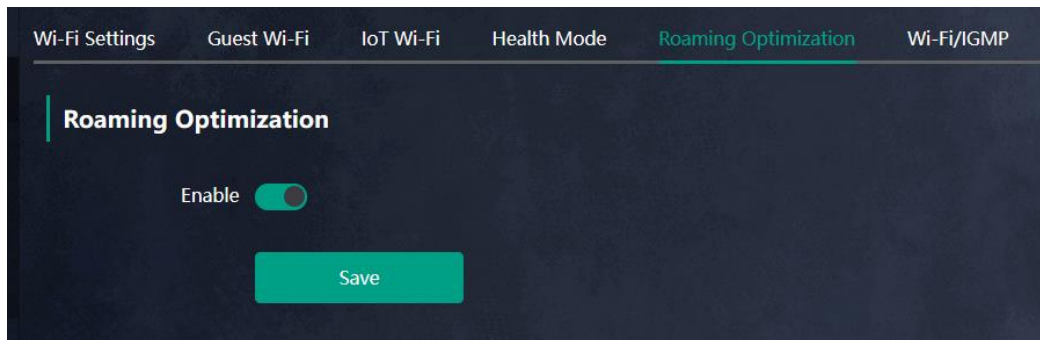 Wi-Fi Settings Guest Wi-Fi IoT Wi-Fi Health Mode Roaming Optimization Wi-Fi/IGMP
Roaming Optimization
Enable
Save